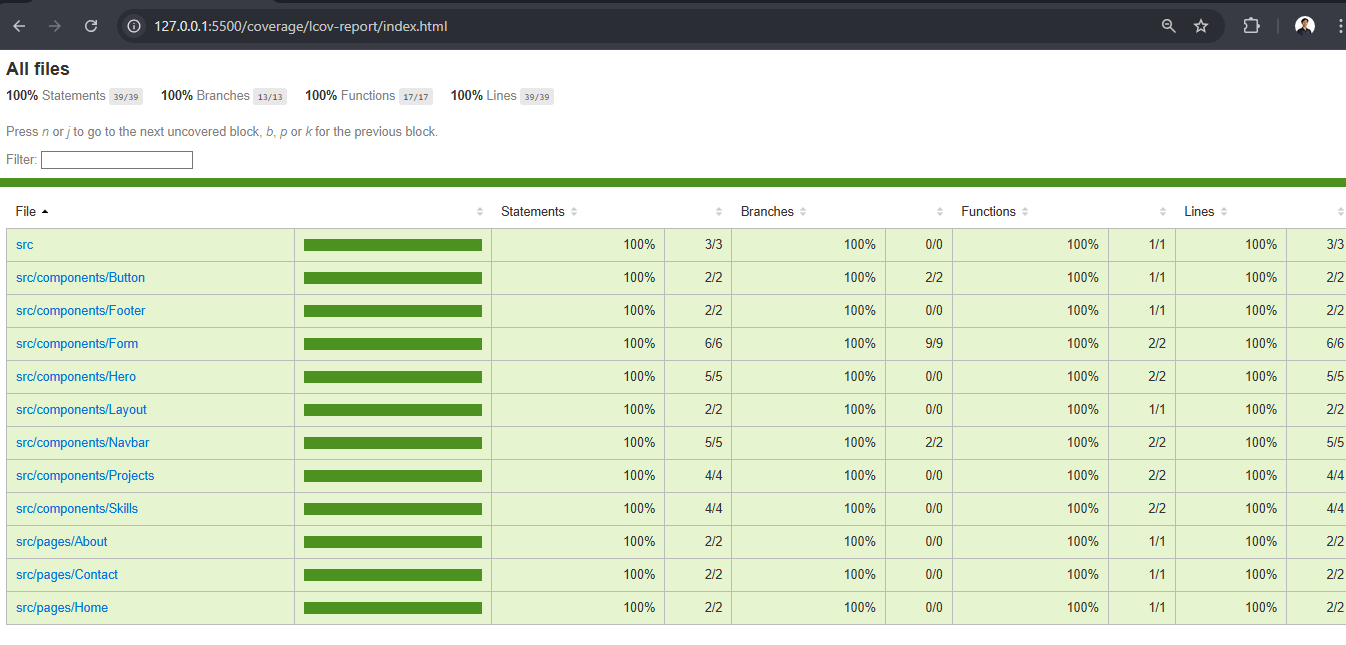 127.0.0.1:5500/coverage/lcov-report/index.html
All files
100% Statements 39/39 100% Branches 13/13 100% Functions 17/17 100% Lines 39/39
Press n or j to go to the next uncovered block, b, p or k for the previous block.
Filter:
File Statements Branches Functions Lines
src 100% 3/3 100% 0/0 100% 1/1 100% 3/3
src/components/Button 100% 2/2 100% 2/2 100% 1/1 100% 2/2
src/components/Footer 100% 2/2 100% 0/0 100% 1/1 100% 2/2
src/components/Form 100% 6/6 100% 9/9 100% 2/2 100% 6/6
src/components/Hero 100% 5/5 100% 0/0 100% 2/2 100% 5/5
src/components/Layout 100% 2/2 100% 0/0 100% 1/1 100% 2/2
src/components/Navbar 100% 5/5 100% 2/2 100% 2/2 100% 5/5
src/components/Projects 100% 4/4 100% 0/0 100% 2/2 100% 4/4
src/components/Skills 100% 4/4 100% 0/0 100% 2/2 100% 4/4
src/pages/About 100% 2/2 100% 0/0 100% 1/1 100% 2/2
src/pages/Contact 100% 2/2 100% 0/0 100% 1/1 100% 2/2
src/pages/Home 100% 2/2 100% 0/0 100% 1/1 100% 2/2